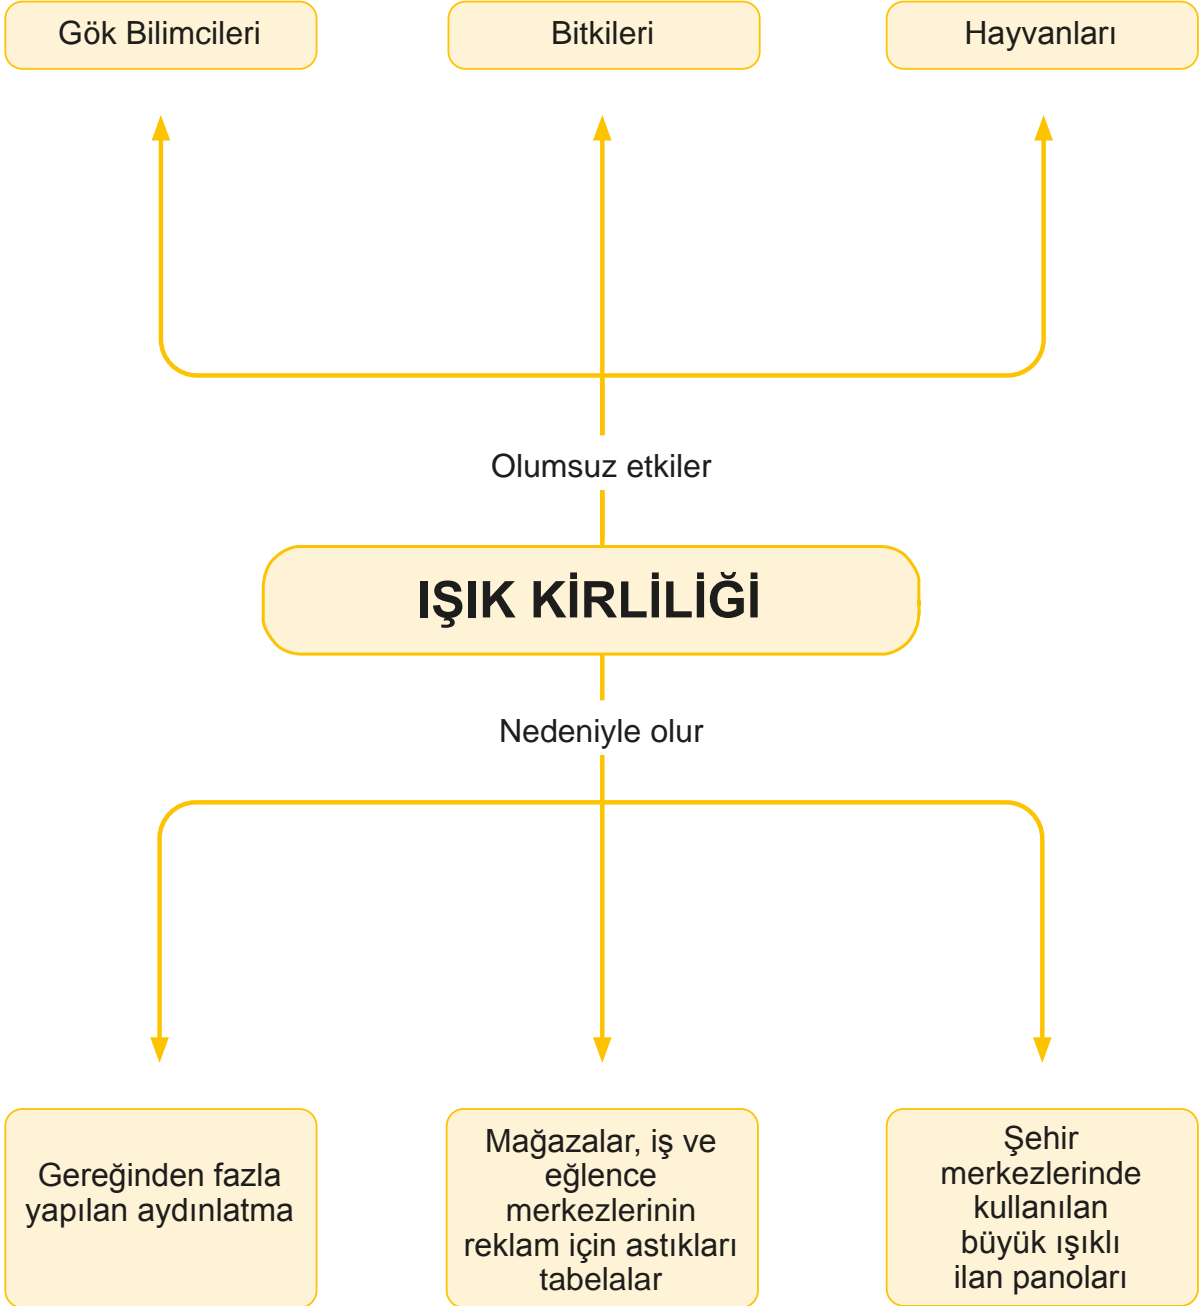 Gök Bilimcileri
Bitkileri
Hayvanları
Olumsuz etkiler
IŞIK KİRLİLİĞİ
Nedeniyle olur
Gereğinden fazla
yapılan aydınlatma
Mağazalar, iş ve
eğlence
merkezlerinin
reklam için astıkları
tabelalar
Şehir
merkezlerinde
kullanılan
büyük ışıklı
ilan panoları